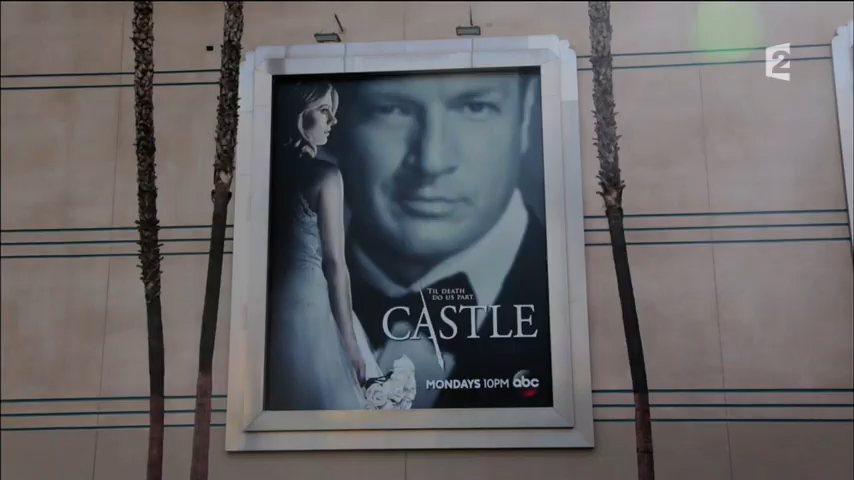 2
'TIL DEATH
DO US PART
CASTLE
MONDAYS 10PM abc